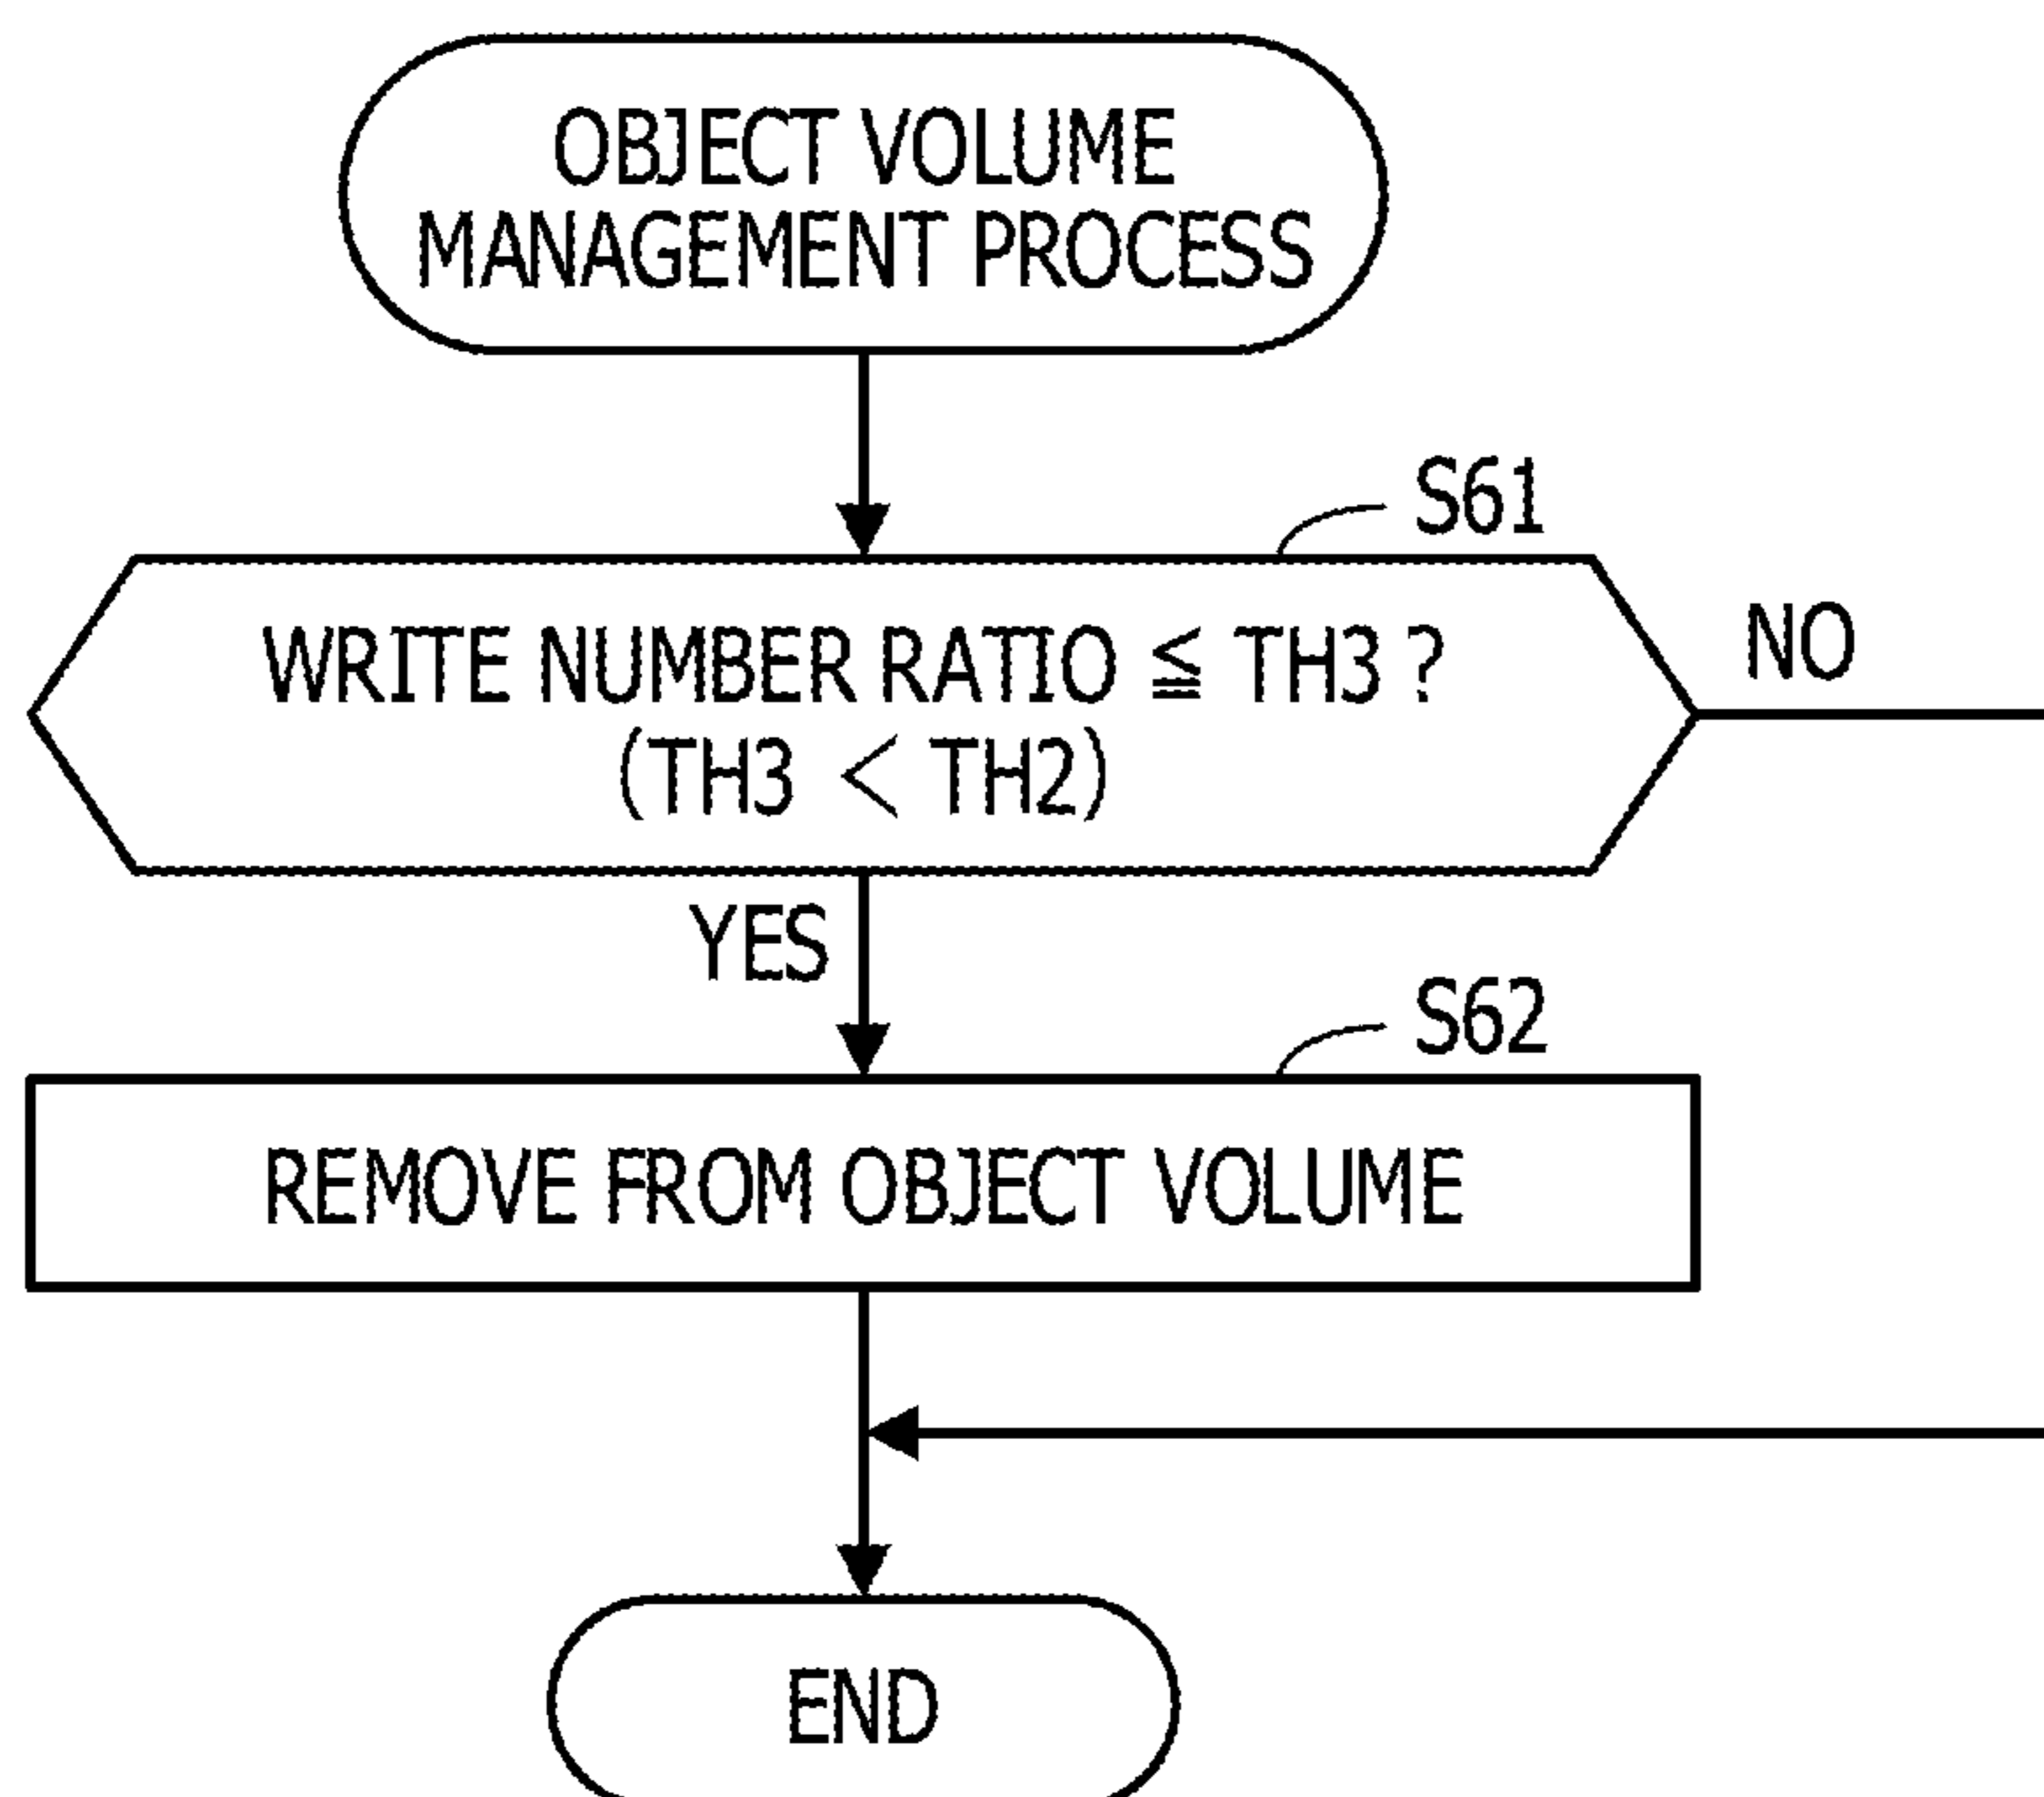 OBJECT VOLUME
MANAGEMENT PROCESS
S61
WRITE NUMBER RATIO ≦ TH3 ?
(TH3 < TH2)
NO
YES
S62
REMOVE FROM OBJECT VOLUME
END